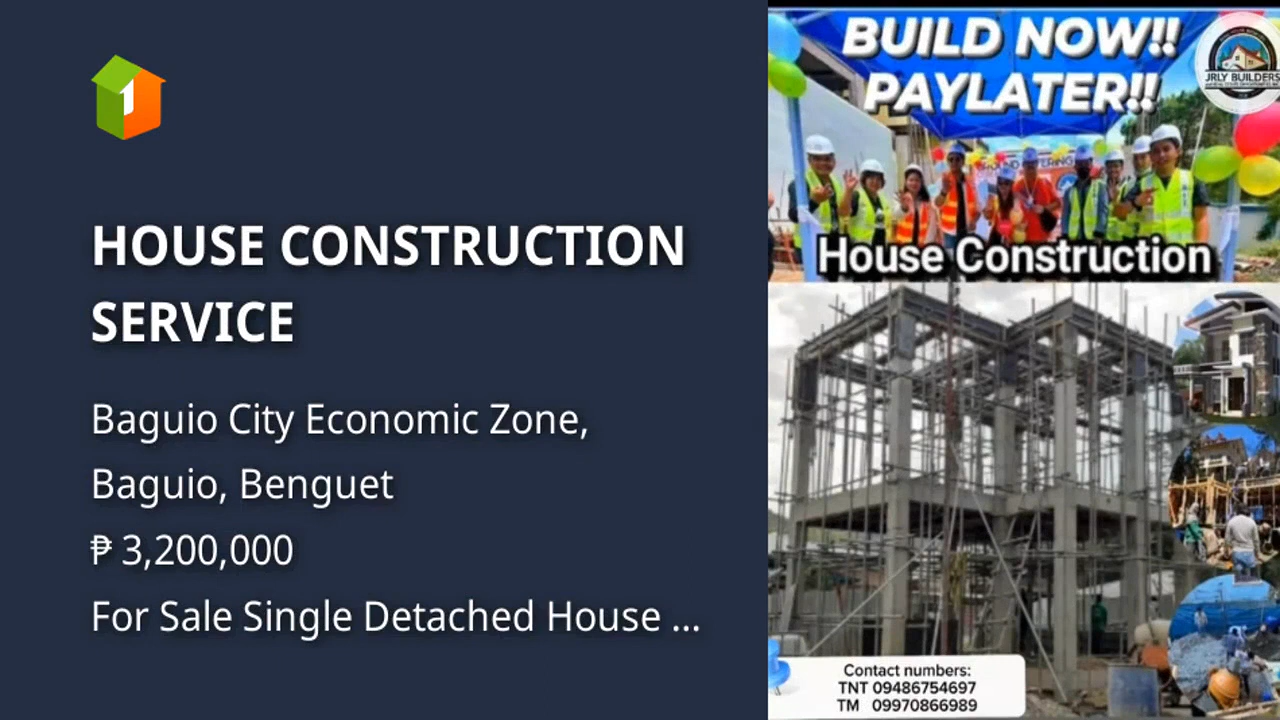 HOUSE CONSTRUCTION
SERVICE
Baguio City Economic Zone,
Baguio, Benguet
₱ 3,200,000
For Sale Single Detached House ...
BUILD NOW!!
PAYLATER!!
JRLY BUILDERS
House Construction
Contact numbers:
TNT 09486754697
TM 09970866989